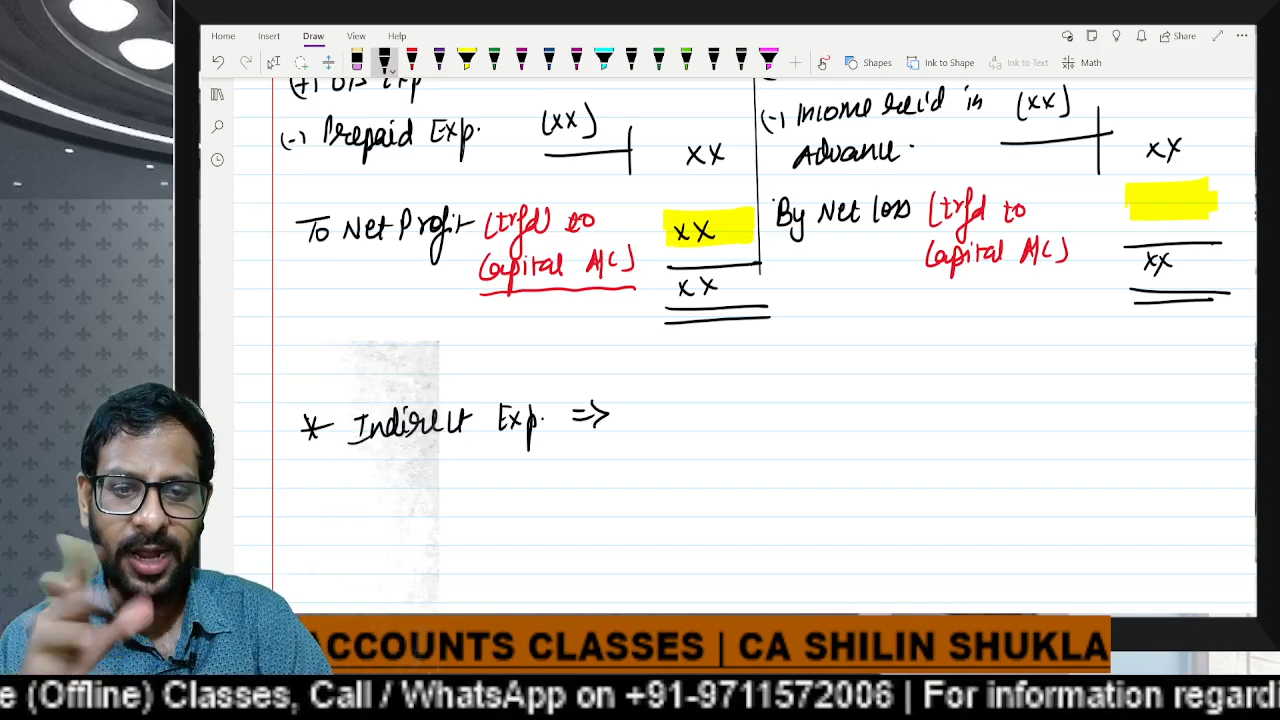 Home Insert Draw View Help Share
Shapes Ink to Shape Ink to Text Math
(+) O/S Exp
(-) Prepaid Exp. (xx)
xx
To Net Profit (trfd) to
Capital A/C)
xx
xx
(-) Income rec'd in (xx)
Advance.
xx
By Net Loss (trfd to
Capital A/C)
xx
* Indirect Exp. =>
ACCOUNTS CLASSES | CA SHILIN SHUKLA
e (Offline) Classes, Call / WhatsApp on +91-9711572006 | For information regardi